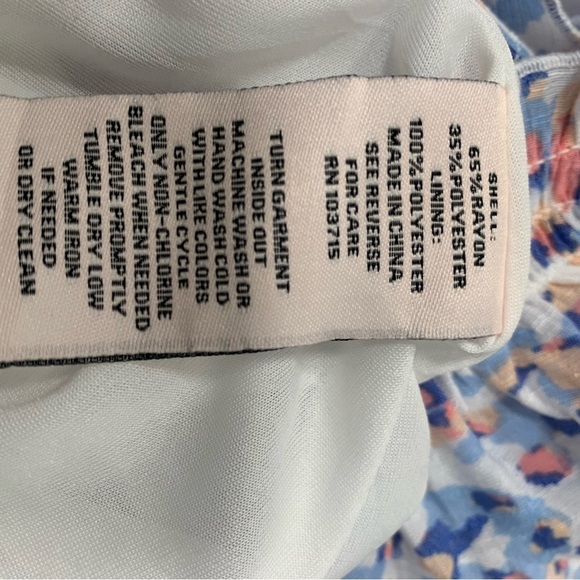 SHELL:
65%RAYON
35%POLYESTER
LINING:
100%POLYESTER
MADE IN CHINA
SEE REVERSE
FOR CARE
RN 103715
TURN GARMENT
INSIDE OUT
MACHINE WASH OR
HAND WASH COLD
WITH LIKE COLORS
GENTLE CYCLE
ONLY NON-CHLORINE
BLEACH WHEN NEEDED
REMOVE PROMPTLY
TUMBLE DRY LOW
WARM IRON
IF NEEDED
OR DRY CLEAN